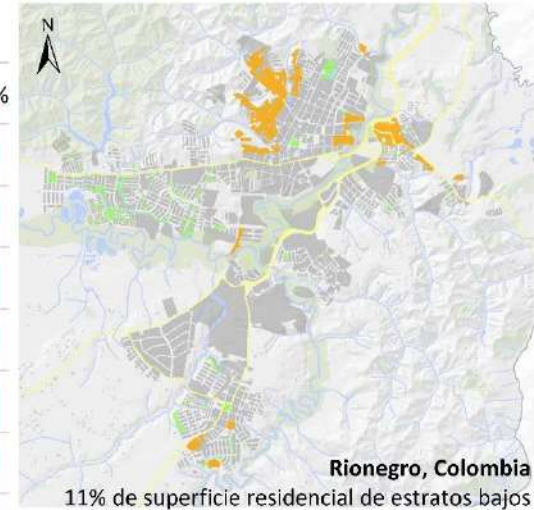 N
%
Rionegro, Colombia
11% de superficie residencial de estratos bajos